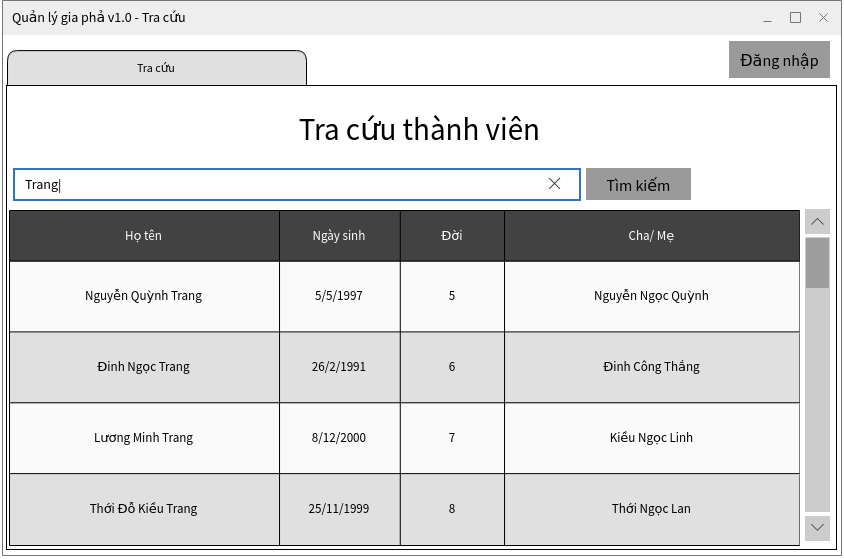 Quản lý gia phả v1.0 - Tra cứu
Đăng nhập
Tra cứu
Tra cứu thành viên
Trang
Tìm kiếm
Họ tên Ngày sinh Đời Cha/ Mẹ
Nguyễn Quỳnh Trang 5/5/1997 5 Nguyễn Ngọc Quỳnh
Đinh Ngọc Trang 26/2/1991 6 Đinh Công Thắng
Lương Minh Trang 8/12/2000 7 Kiều Ngọc Linh
Thới Đỗ Kiều Trang 25/11/1999 8 Thới Ngọc Lan